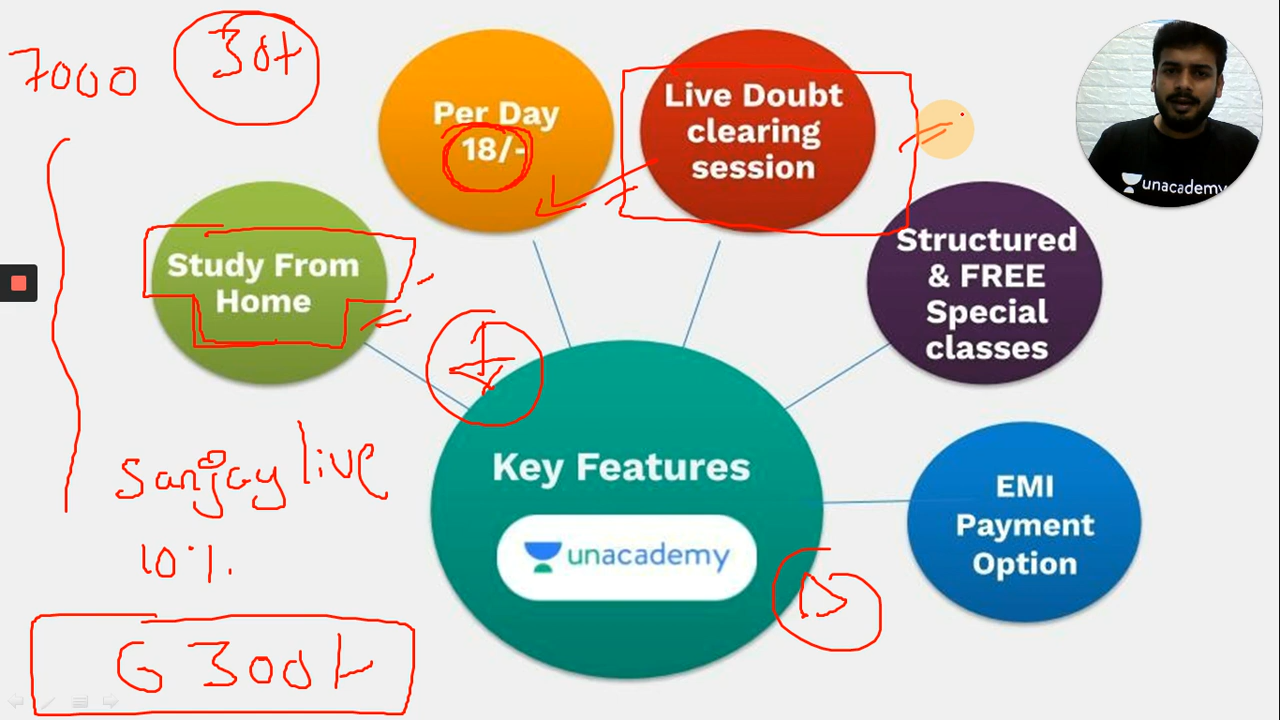 7000
30+
Per Day
18/-
Live Doubt
clearing
session
unacademy
Structured
& FREE
Special
classes
Study From
Home
Key Features
unacademy
EMI
Payment
Option
Sanjay live
10%
6300/-